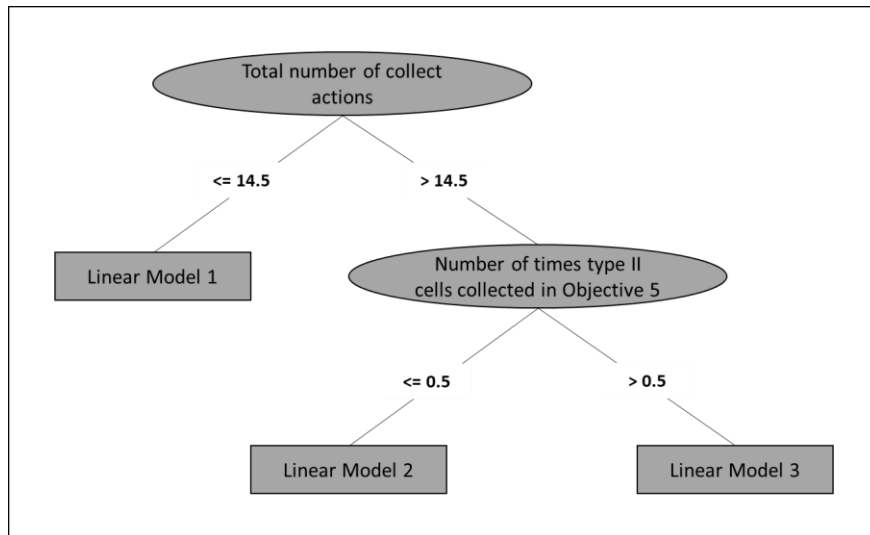 Total number of collect
actions
<= 14.5
> 14.5
Linear Model 1
Number of times type II
cells collected in Objective 5
<= 0.5
> 0.5
Linear Model 2
Linear Model 3